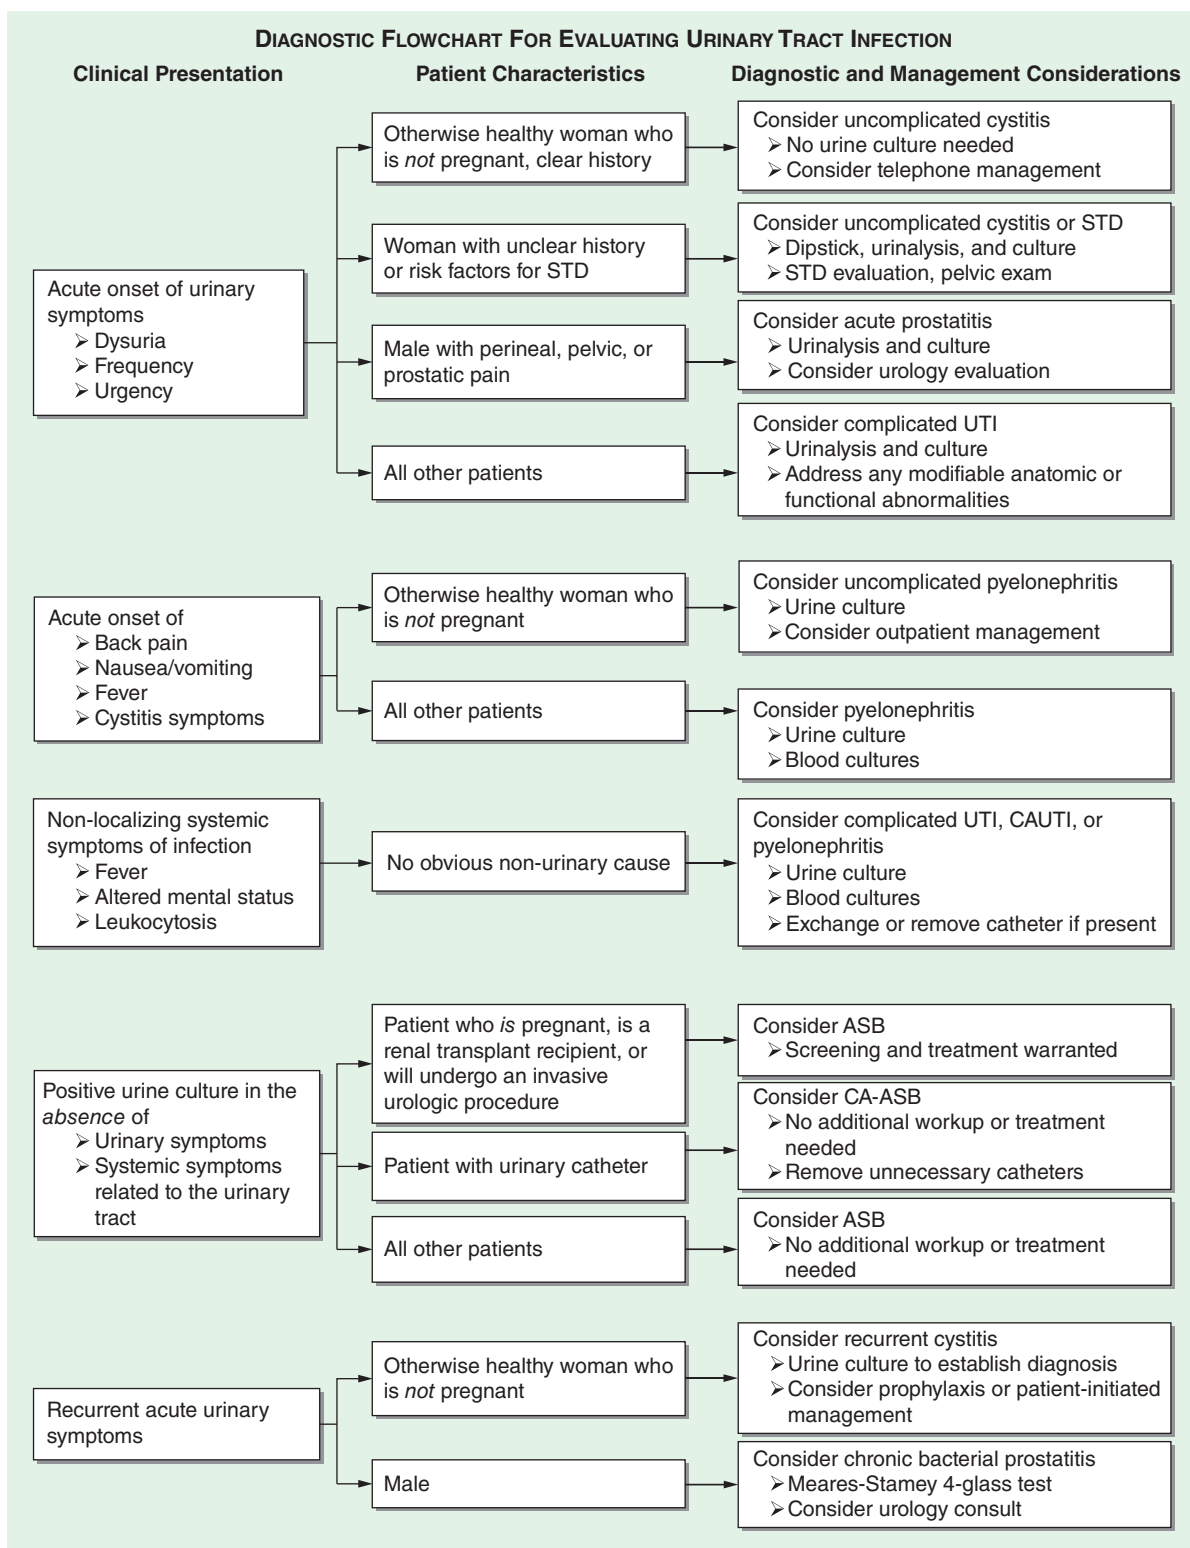 DIAGNOSTIC FLOWCHART FOR EVALUATING URINARY TRACT INFECTION
Clinical Presentation
Patient Characteristics
Diagnostic and Management Considerations
Acute onset of urinary
symptoms
➢ Dysuria
➢ Frequency
➢ Urgency
Otherwise healthy woman who
is not pregnant, clear history
Consider uncomplicated cystitis
➢ No urine culture needed
➢ Consider telephone management
Woman with unclear history
or risk factors for STD
Consider uncomplicated cystitis or STD
➢ Dipstick, urinalysis, and culture
➢ STD evaluation, pelvic exam
Male with perineal, pelvic, or
prostatic pain
Consider acute prostatitis
➢ Urinalysis and culture
➢ Consider urology evaluation
All other patients
Consider complicated UTI
➢ Urinalysis and culture
➢ Address any modifiable anatomic or
functional abnormalities
Acute onset of
➢ Back pain
➢ Nausea/vomiting
➢ Fever
➢ Cystitis symptoms
Otherwise healthy woman who
is not pregnant
Consider uncomplicated pyelonephritis
➢ Urine culture
➢ Consider outpatient management
All other patients
Consider pyelonephritis
➢ Urine culture
➢ Blood cultures
Non-localizing systemic
symptoms of infection
➢ Fever
➢ Altered mental status
➢ Leukocytosis
No obvious non-urinary cause
Consider complicated UTI, CAUTI, or
pyelonephritis
➢ Urine culture
➢ Blood cultures
➢ Exchange or remove catheter if present
Positive urine culture in the
absence of
➢ Urinary symptoms
➢ Systemic symptoms
related to the urinary
tract
Patient who is pregnant, is a
renal transplant recipient, or
will undergo an invasive
urologic procedure
Consider ASB
➢ Screening and treatment warranted
Patient with urinary catheter
Consider CA-ASB
➢ No additional workup or treatment
needed
➢ Remove unnecessary catheters
All other patients
Consider ASB
➢ No additional workup or treatment
needed
Recurrent acute urinary
symptoms
Otherwise healthy woman who
is not pregnant
Consider recurrent cystitis
➢ Urine culture to establish diagnosis
➢ Consider prophylaxis or patient-initiated
management
Male
Consider chronic bacterial prostatitis
➢ Meares-Stamey 4-glass test
➢ Consider urology consult